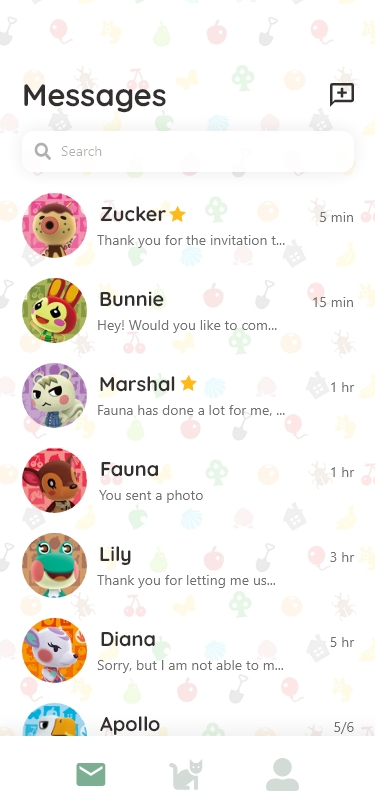 Messages
Search
Zucker
5 min
Thank you for the invitation t...
Bunnie
15 min
Hey! Would you like to com...
Marshal
1 hr
Fauna has done a lot for me, ...
Fauna
1 hr
You sent a photo
Lily
3 hr
Thank you for letting me us...
Diana
5 hr
Sorry, but I am not able to m...
Apollo
5/6